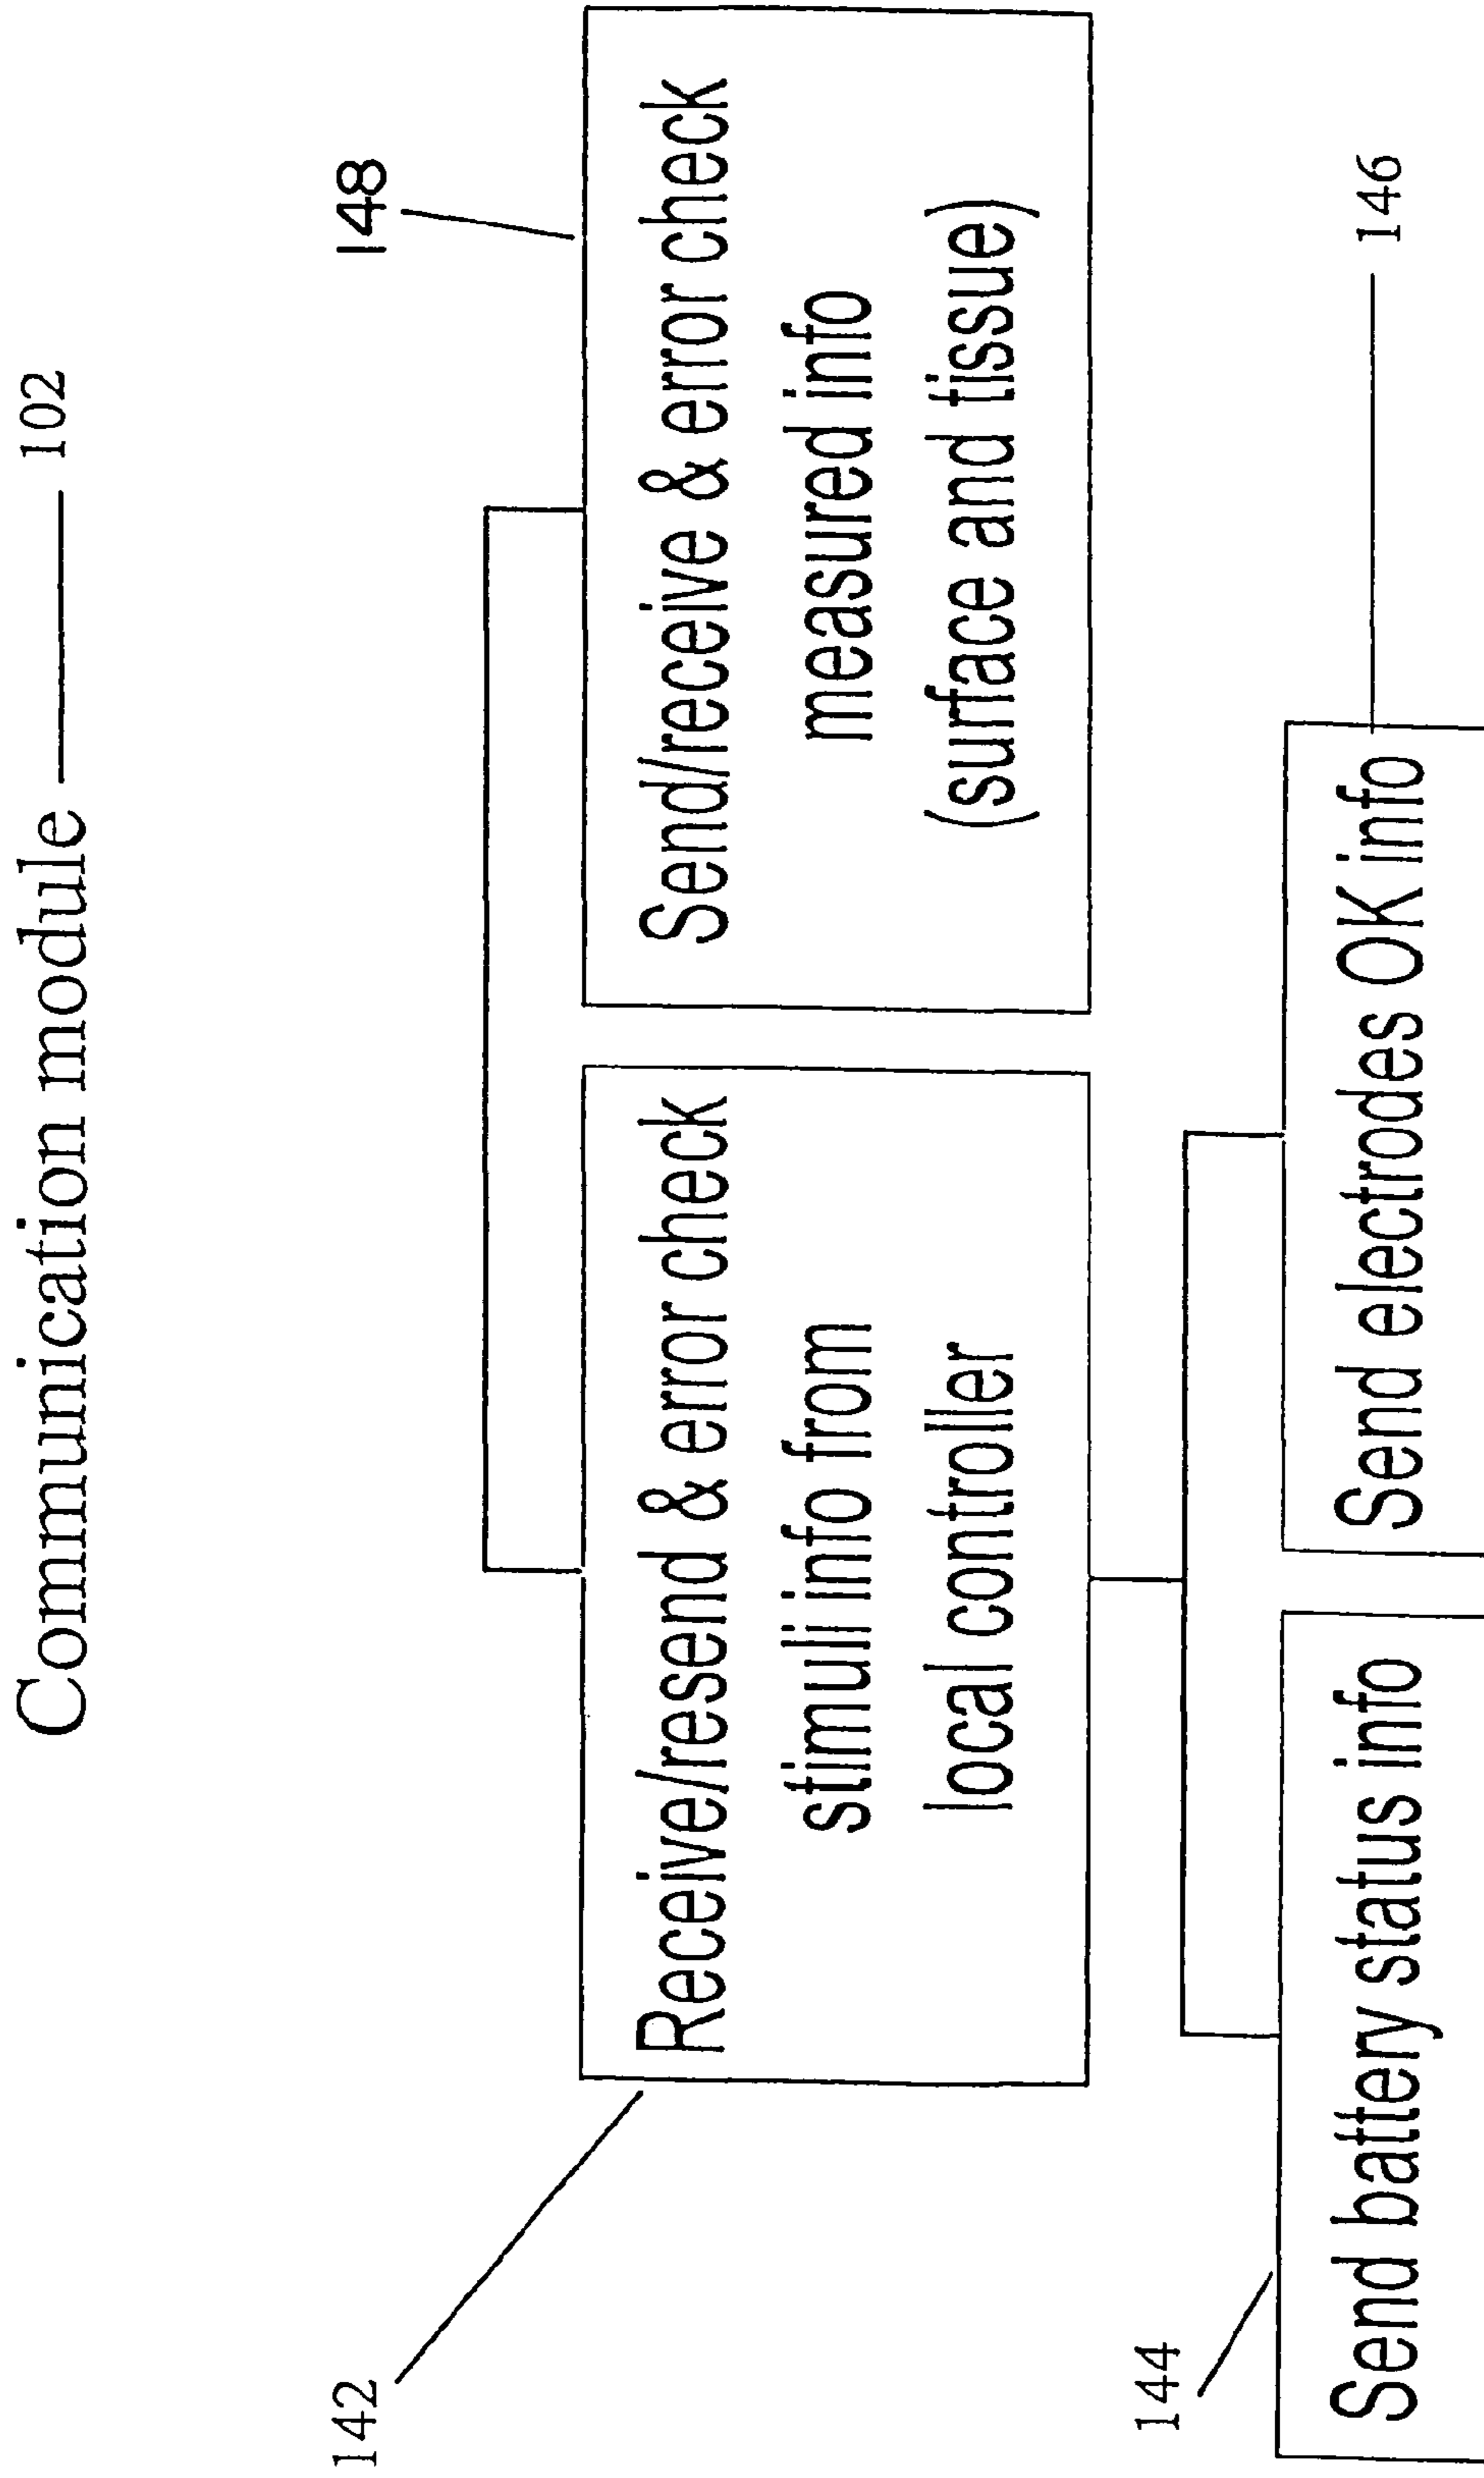 Communication module 102
142
Receive/resend & error check
stimuli info from
local controller
148
Send/receive & error check
measured info
(surface and tissue)
144
Send battery status info
Send electrodes OK info
146